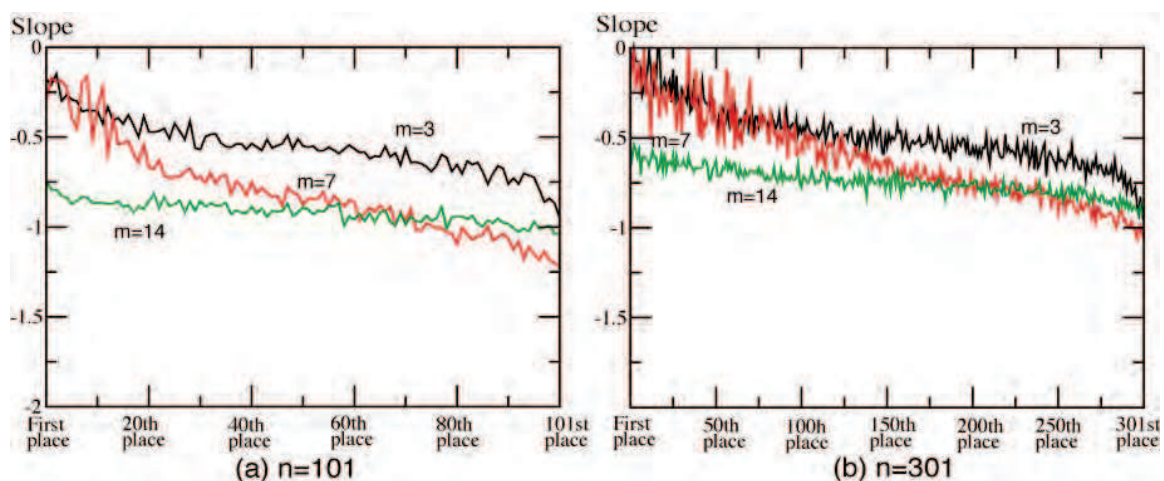 Slope
0
-0.5
-1
-1.5
-2
m=3
m=7
m=14
First place
20th place
40th place
60th place
80th place
101st place
(a) n=101
Slope
0
-0.5
-1
-1.5
m=3
m=7
m=14
First place
50th place
100h place
150th place
200th place
250th place
301st place
(b) n=301